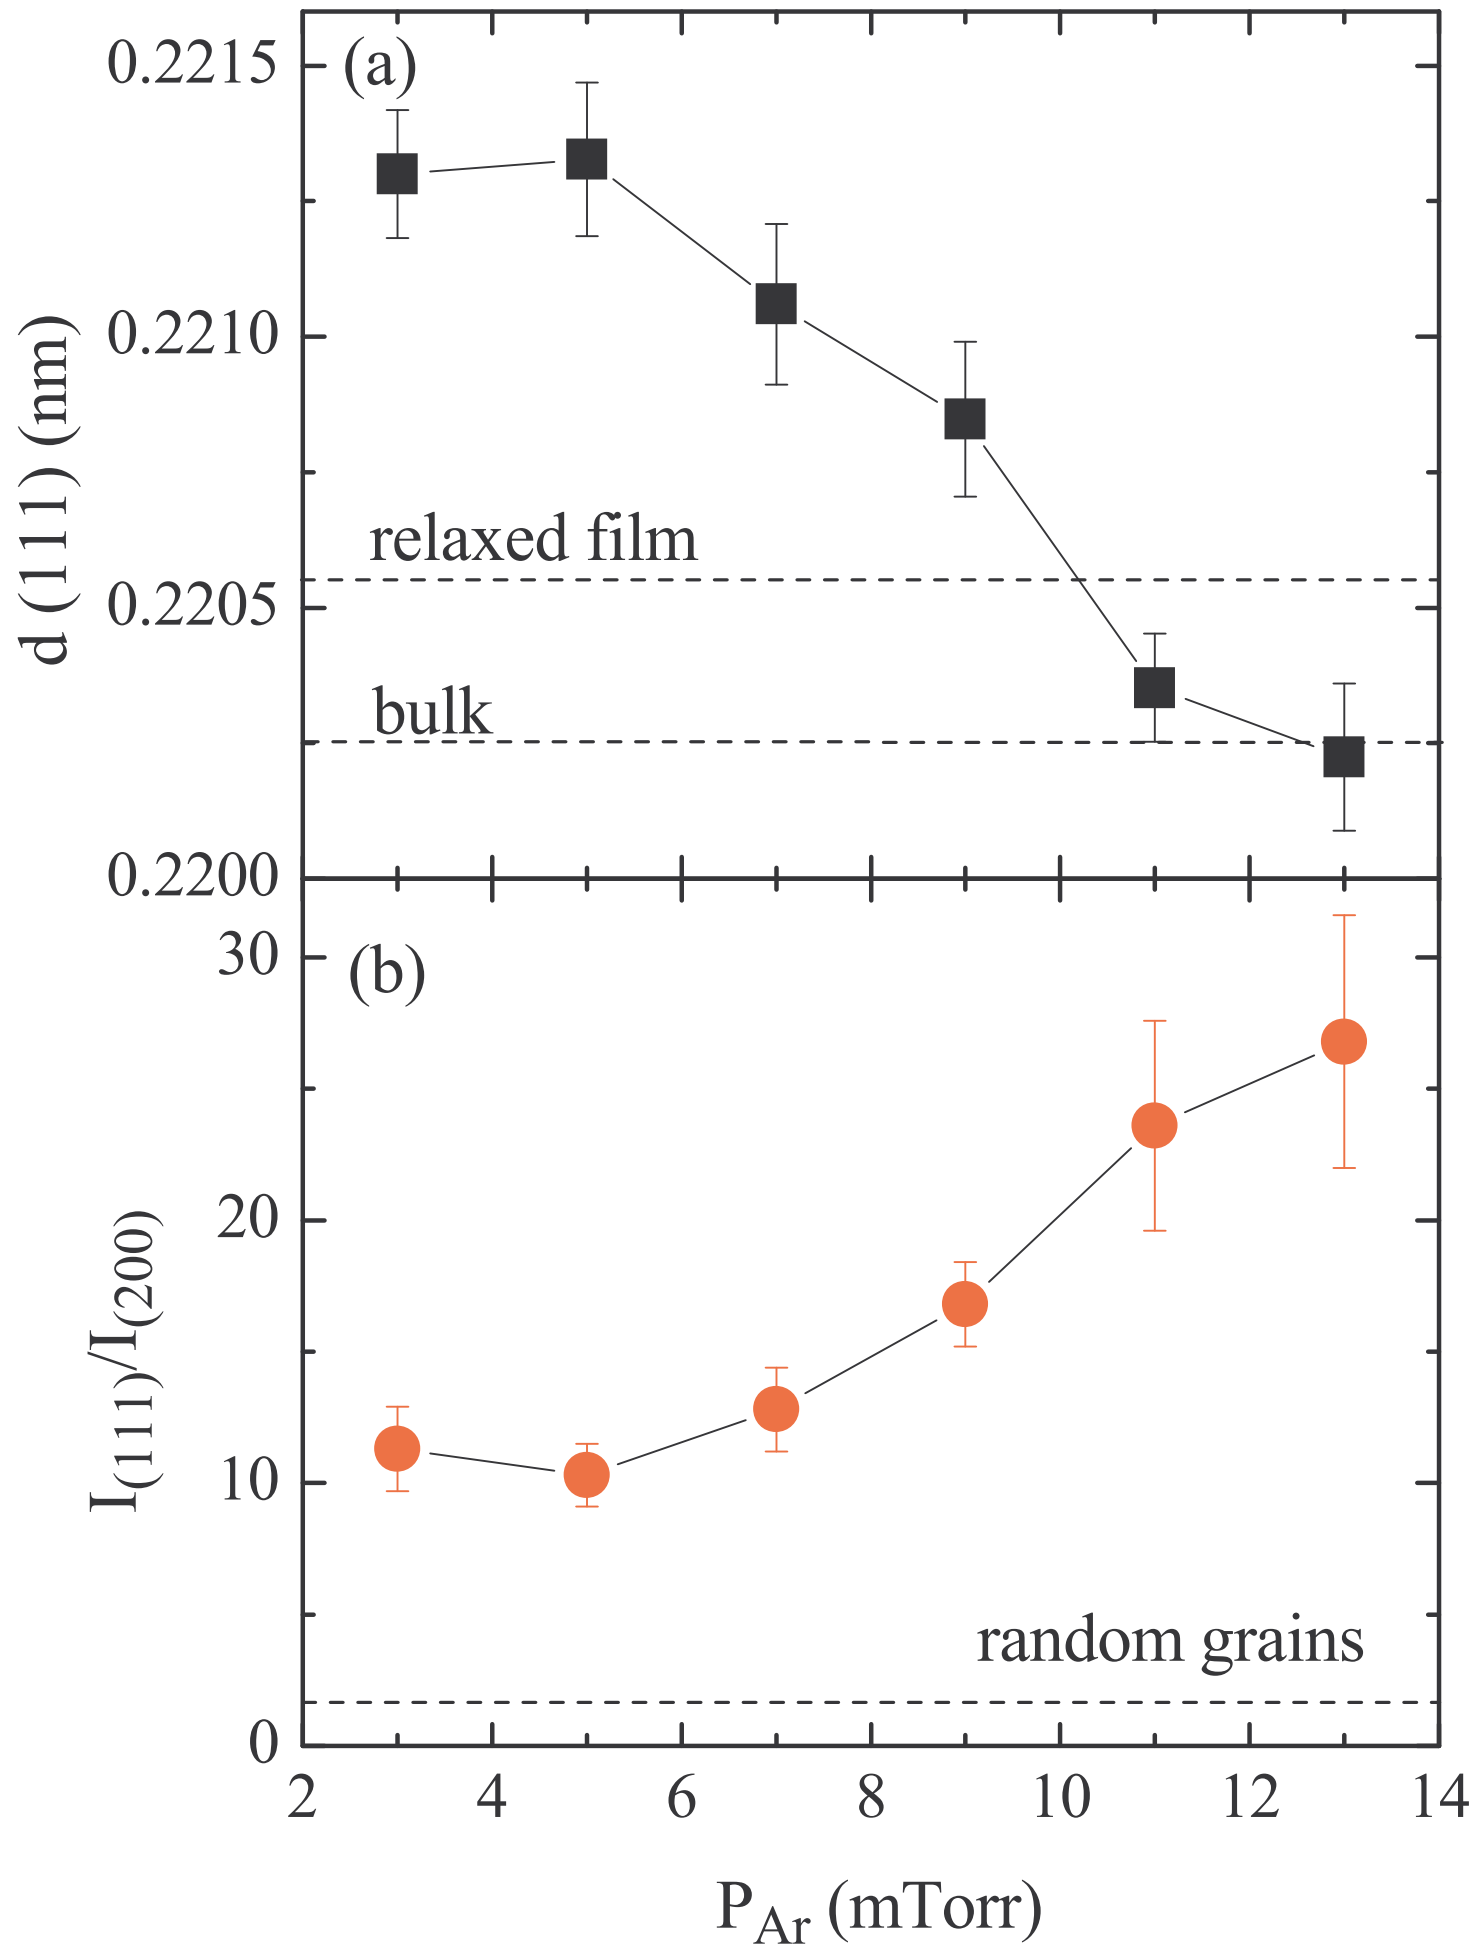 (a)
0.2215
0.2210
0.2205
0.2200
d (111) (nm)
relaxed film
bulk
(b)
30
20
10
0
I(111)/I(200)
random grains
2 4 6 8 10 12 14
PAr (mTorr)